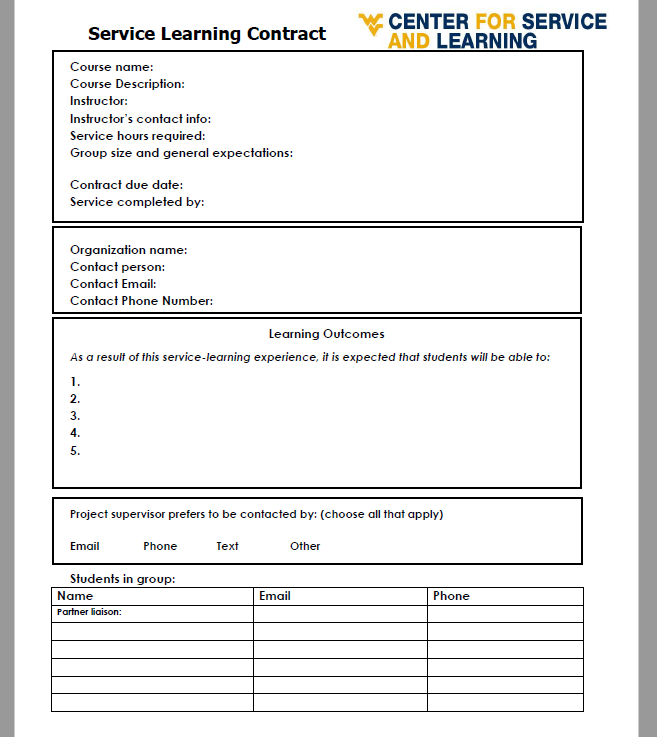 Service Learning Contract
CENTER FOR SERVICE
AND LEARNING
Course name:
Course Description:
Instructor:
Instructor's contact info:
Service hours required:
Group size and general expectations:
Contract due date:
Service completed by:
Organization name:
Contact person:
Contact Email:
Contact Phone Number:
Learning Outcomes
As a result of this service-learning experience, it is expected that students will be able to:
1.
2.
3.
4.
5.
Project supervisor prefers to be contacted by: (choose all that apply)
Email Phone Text Other
Students in group:
Name Email Phone
Partner liaison: